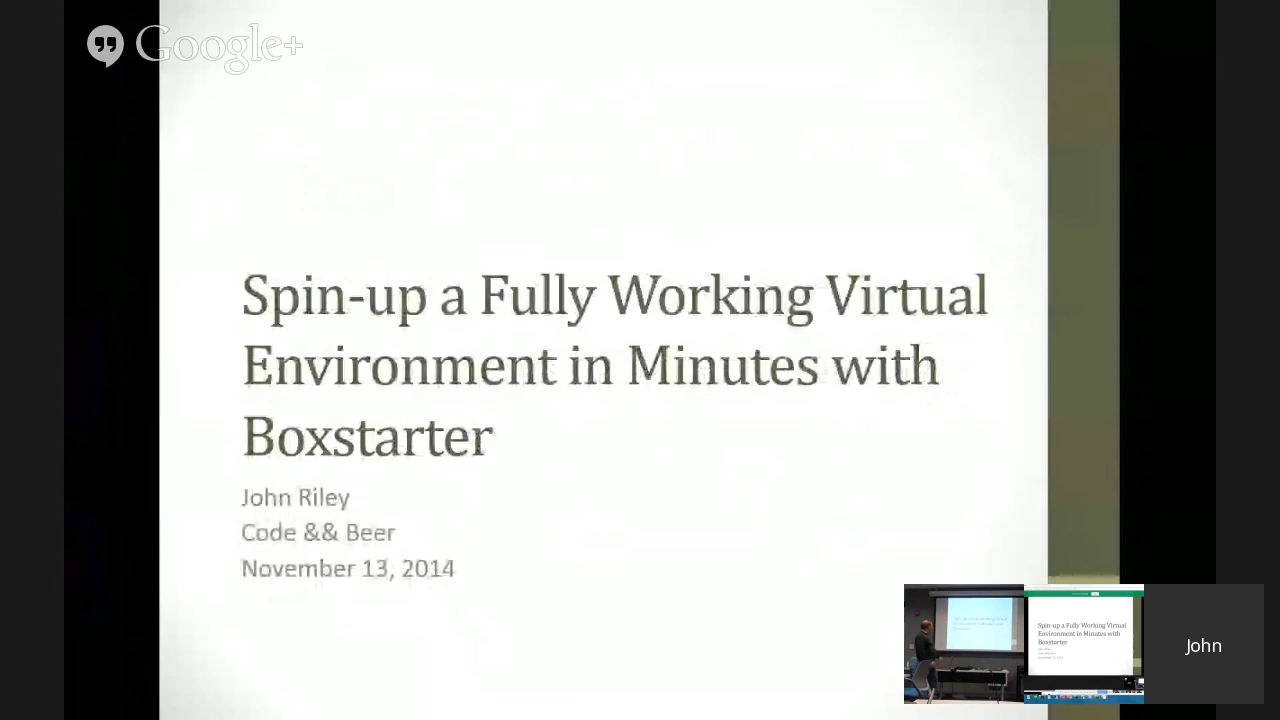 Google+
Spin-up a Fully Working Virtual
Environment in Minutes with
Boxstarter
John Riley
Code && Beer
November 13, 2014
Spin-up a Fully Working Virtual
Environment in Minutes with
Boxstarter
John